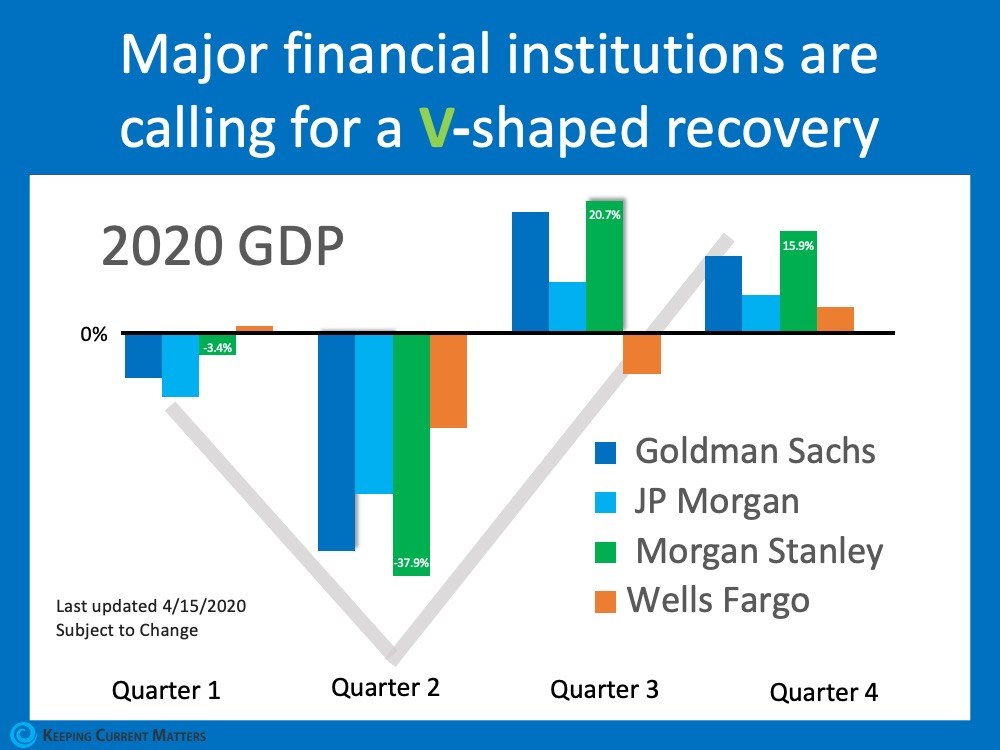 Major financial institutions are
calling for a V-shaped recovery
2020 GDP
20.7%
15.9%
0%
-3.4%
-37.9%
Goldman Sachs
JP Morgan
Morgan Stanley
Wells Fargo
Last updated 4/15/2020
Subject to Change
Quarter 1 Quarter 2 Quarter 3 Quarter 4
KEEPING CURRENT MATTERS